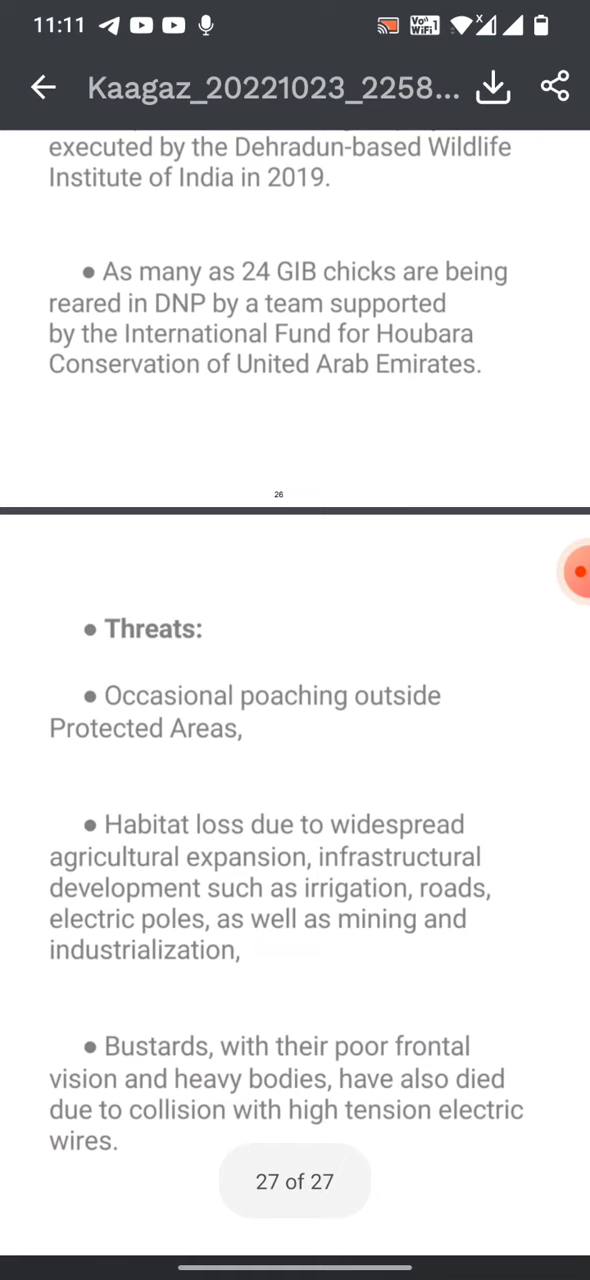 11:11
Vo))
WiFi 1
Kaagaz_20221023_2258...
executed by the Dehradun-based Wildlife
Institute of India in 2019.
● As many as 24 GIB chicks are being
reared in DNP by a team supported
by the International Fund for Houbara
Conservation of United Arab Emirates.
26
● Threats:
● Occasional poaching outside
Protected Areas,
● Habitat loss due to widespread
agricultural expansion, infrastructural
development such as irrigation, roads,
electric poles, as well as mining and
industrialization,
● Bustards, with their poor frontal
vision and heavy bodies, have also died
due to collision with high tension electric
wires.
27 of 27